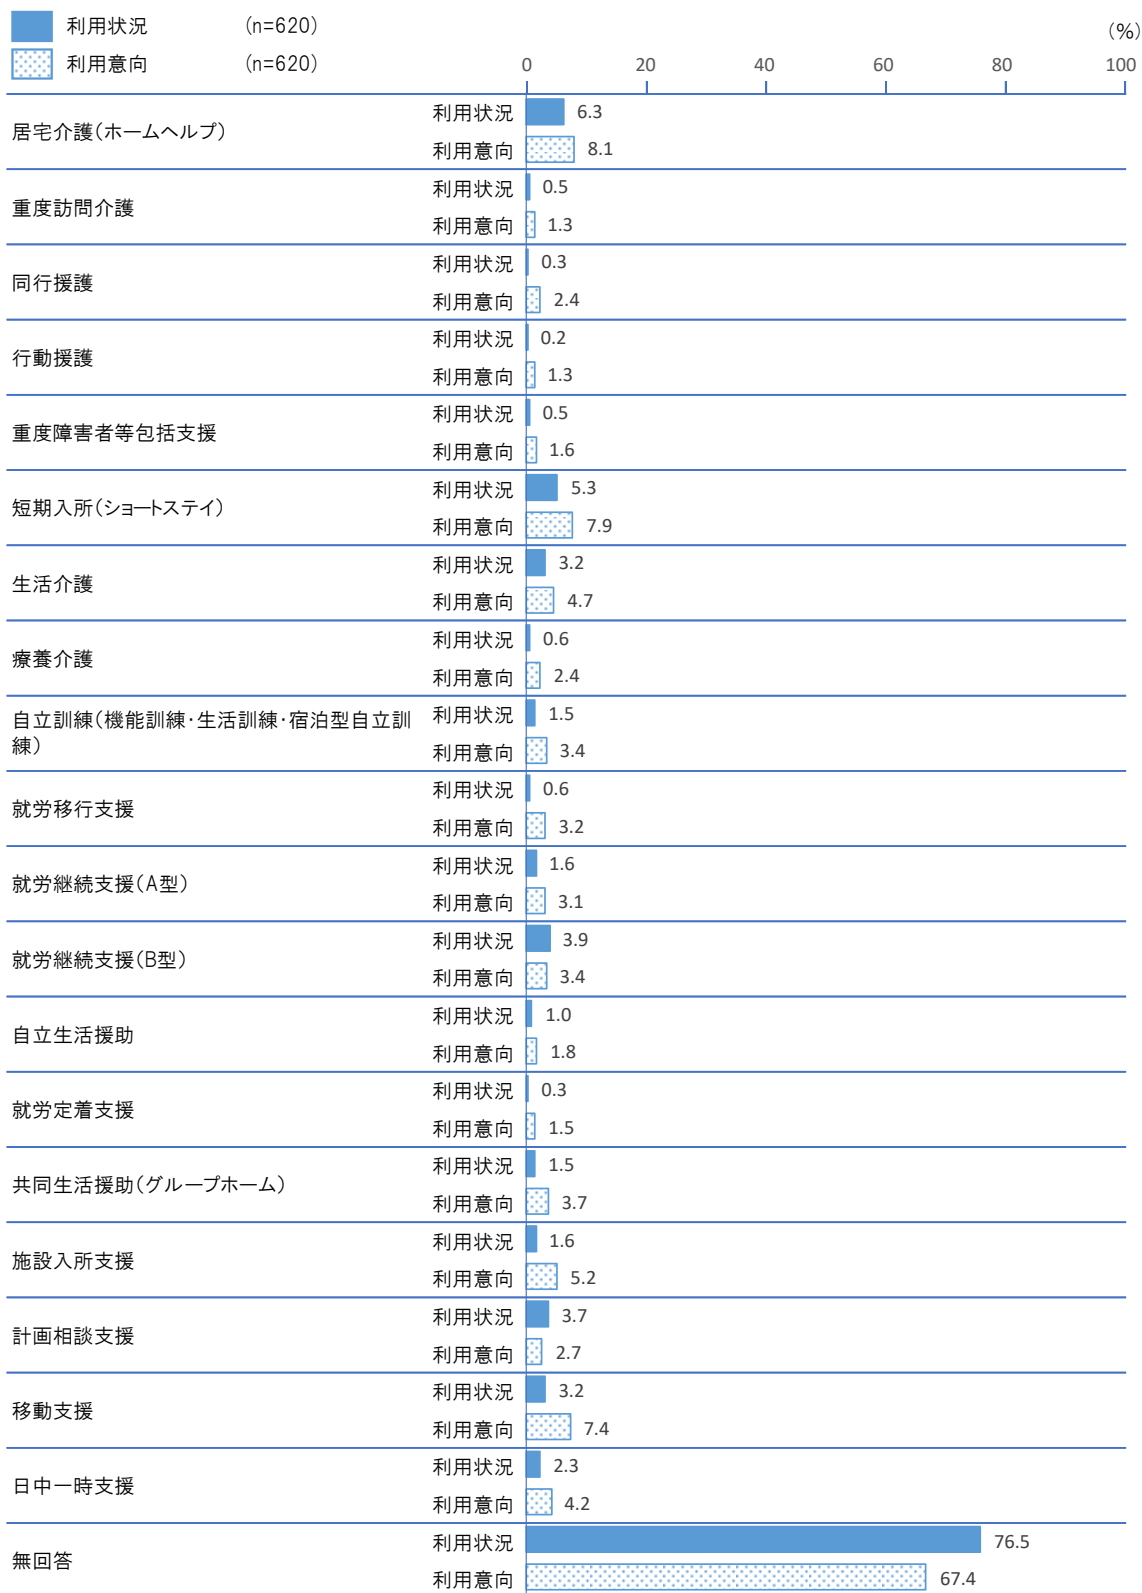 利用状況 (n=620)
(%)
利用意向 (n=620)
0 20 40 60 80 100
居宅介護(ホームヘルプ)
利用状況 6.3
利用意向 8.1
重度訪問介護
利用状況 0.5
利用意向 1.3
同行援護
利用状況 0.3
利用意向 2.4
行動援護
利用状況 0.2
利用意向 1.3
重度障害者等包括支援
利用状況 0.5
利用意向 1.6
短期入所(ショートステイ)
利用状況 5.3
利用意向 7.9
生活介護
利用状況 3.2
利用意向 4.7
療養介護
利用状況 0.6
利用意向 2.4
自立訓練(機能訓練・生活訓練・宿泊型自立訓
練)
利用状況 1.5
利用意向 3.4
就労移行支援
利用状況 0.6
利用意向 3.2
就労継続支援(A型)
利用状況 1.6
利用意向 3.1
就労継続支援(B型)
利用状況 3.9
利用意向 3.4
自立生活援助
利用状況 1.0
利用意向 1.8
就労定着支援
利用状況 0.3
利用意向 1.5
共同生活援助(グループホーム)
利用状況 1.5
利用意向 3.7
施設入所支援
利用状況 1.6
利用意向 5.2
計画相談支援
利用状況 3.7
利用意向 2.7
移動支援
利用状況 3.2
利用意向 7.4
日中一時支援
利用状況 2.3
利用意向 4.2
無回答
利用状況 76.5
利用意向 67.4